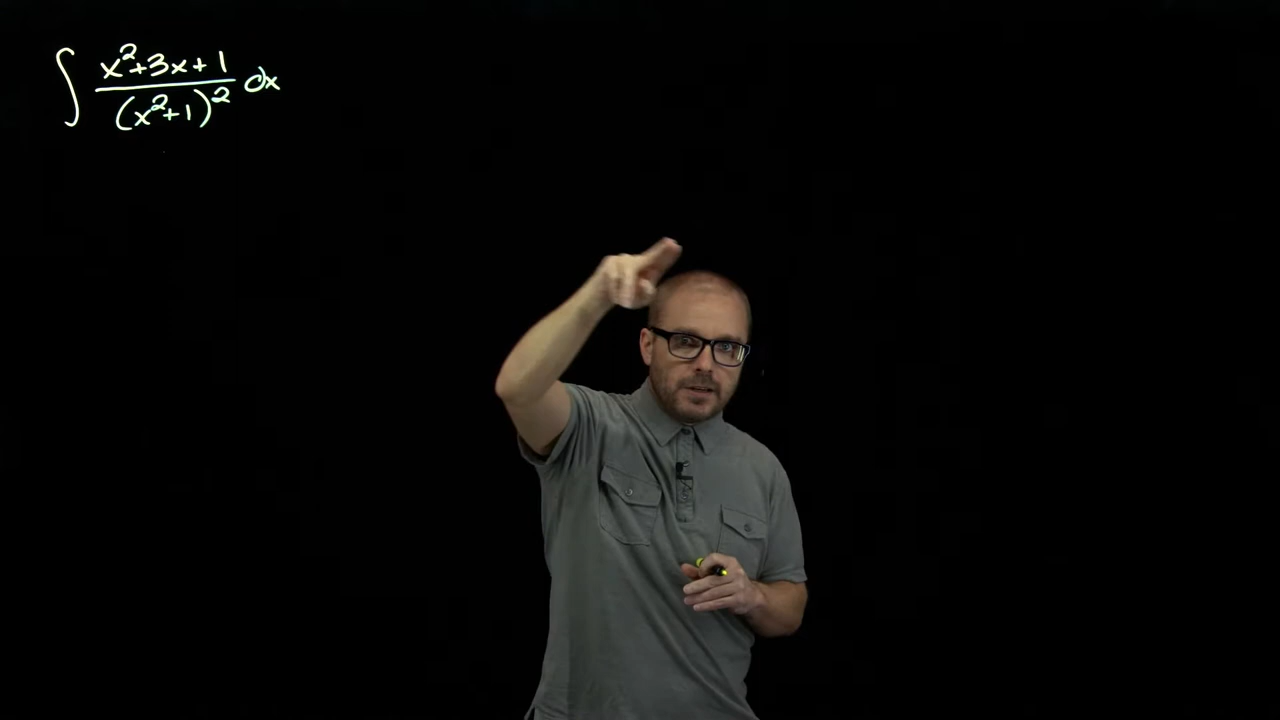 ∫ x²+3x+1 / (x²+1)² dx